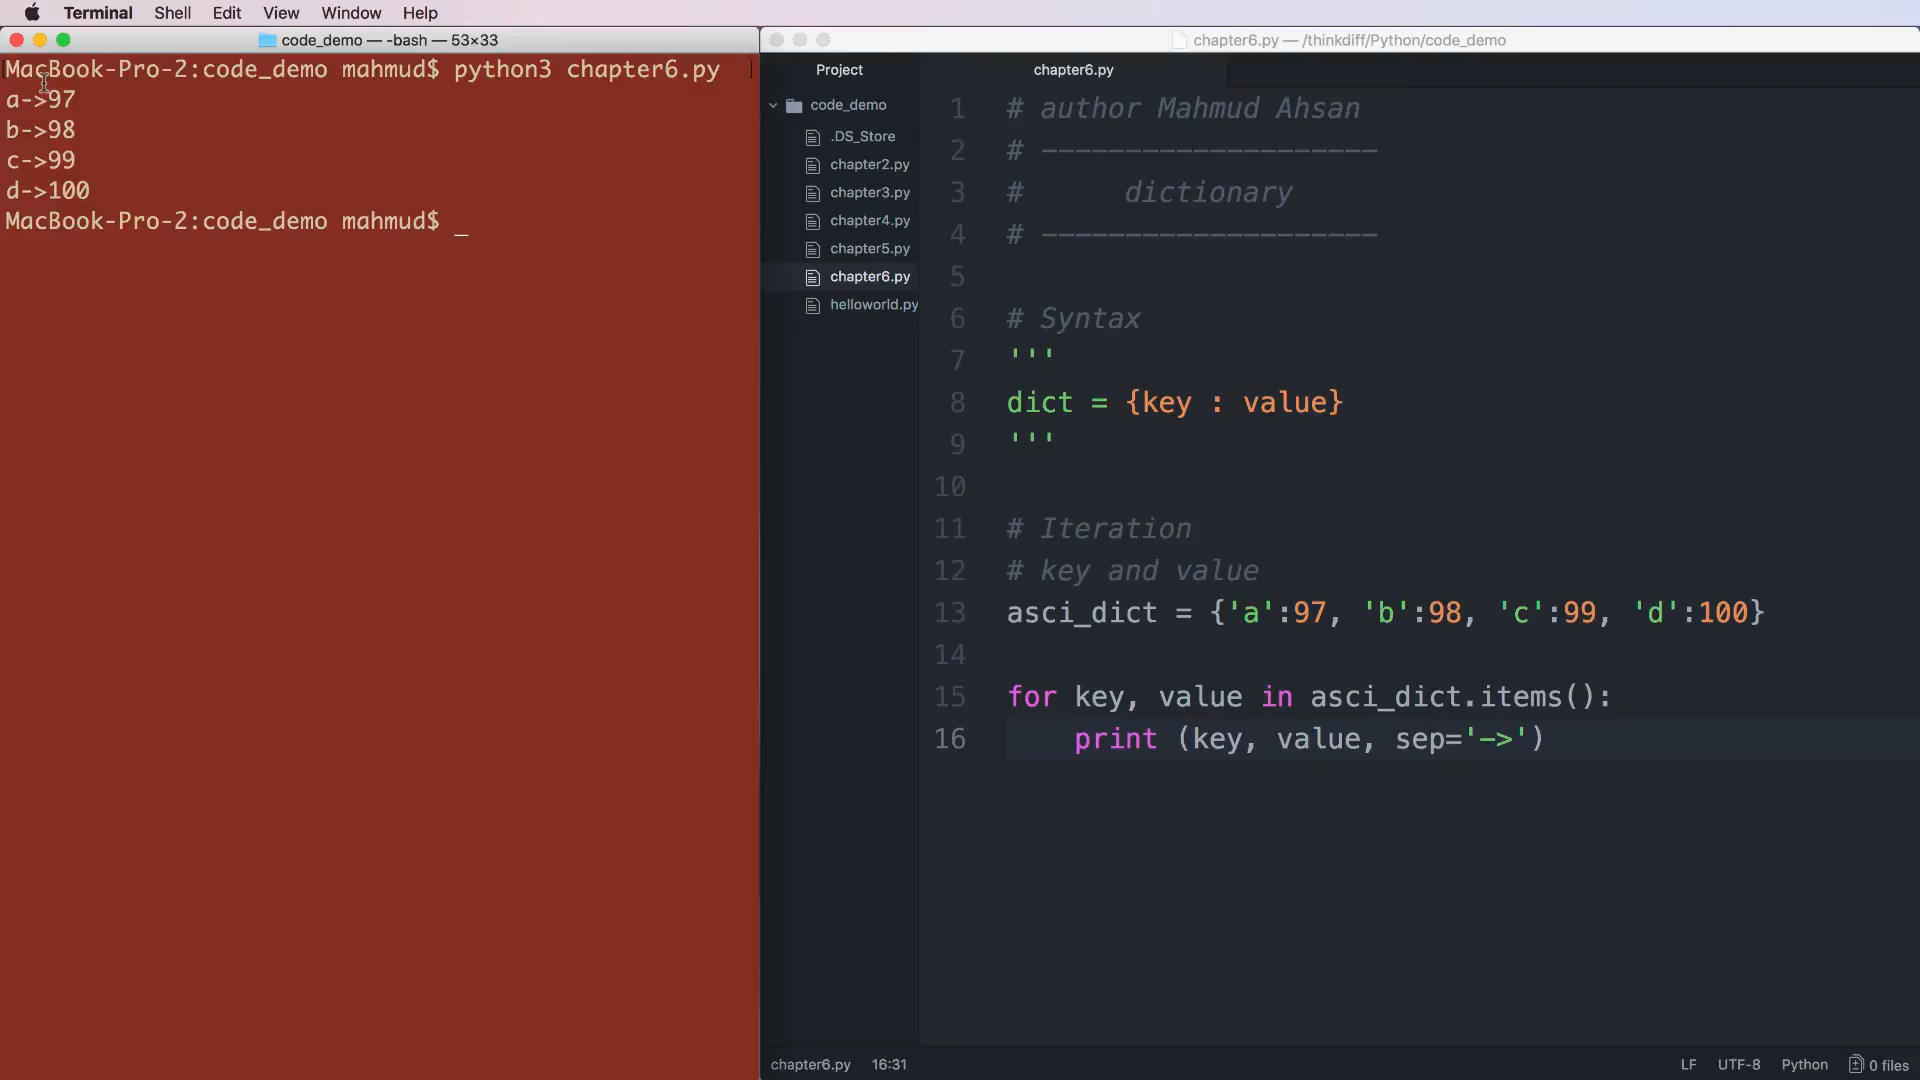 Terminal Shell Edit View Window Help
code_demo — -bash — 53×33
MacBook-Pro-2:code_demo mahmud$ python3 chapter6.py
a->97
b->98
c->99
d->100
MacBook-Pro-2:code_demo mahmud$ _
chapter6.py — /thinkdiff/Python/code_demo
Project
code_demo
.DS_Store
chapter2.py
chapter3.py
chapter4.py
chapter5.py
chapter6.py
helloworld.py
chapter6.py
1 # author Mahmud Ahsan
2 # --------------------
3 #      dictionary
4 # --------------------
5
6 # Syntax
7 '''
8 dict = {key : value}
9 '''
10
11 # Iteration
12 # key and value
13 asci_dict = {'a':97, 'b':98, 'c':99, 'd':100}
14
15 for key, value in asci_dict.items():
16     print (key, value, sep='->')
chapter6.py 16:31
LF UTF-8 Python 0 files